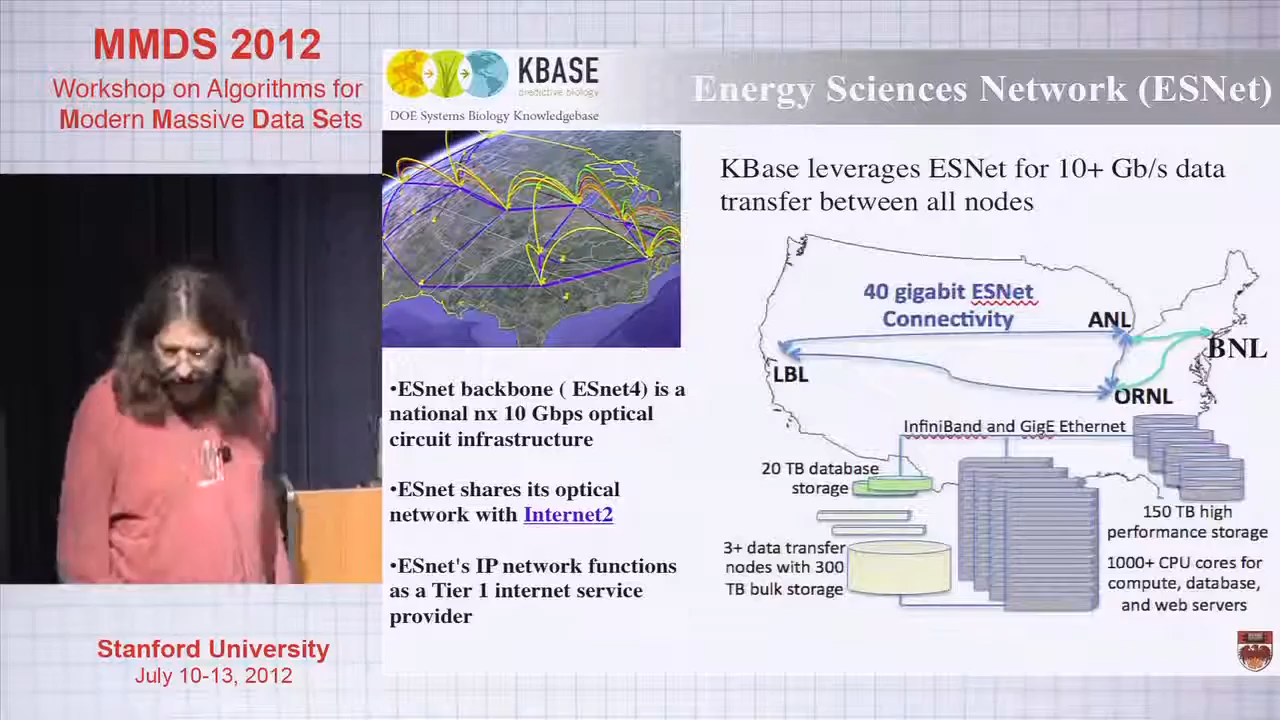 MMDS 2012
Workshop on Algorithms for
Modern Massive Data Sets
KBASE
predictive biology
DOE Systems Biology Knowledgebase
Energy Sciences Network (ESNet)
KBase leverages ESNet for 10+ Gb/s data
transfer between all nodes
40 gigabit ESNet
Connectivity
ANL
BNL
LBL
ORNL
•ESnet backbone ( ESnet4) is a
national nx 10 Gbps optical
circuit infrastructure
•ESnet shares its optical
network with Internet2
•ESnet's IP network functions
as a Tier 1 internet service
provider
InfiniBand and GigE Ethernet
20 TB database
storage
150 TB high
performance storage
3+ data transfer
nodes with 300
TB bulk storage
1000+ CPU cores for
compute, database,
and web servers
Stanford University
July 10-13, 2012